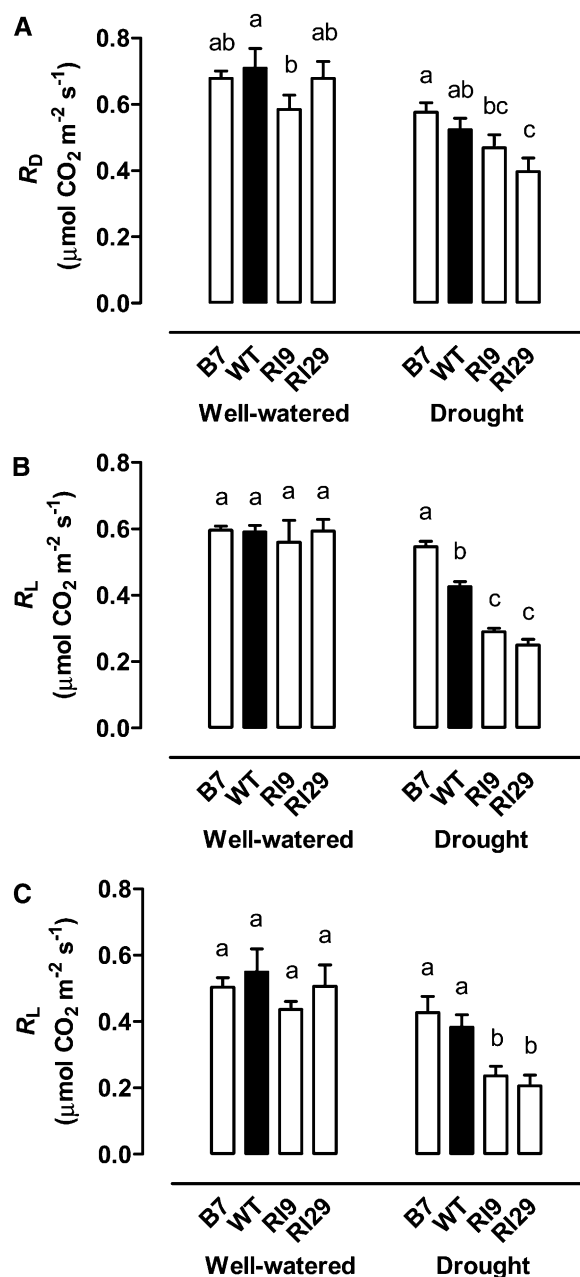 A
R_D
(μmol CO2 m-2 s-1)
0.8
0.6
0.4
0.2
0.0
ab
a
b
ab
a
ab
bc
c
B7
WT
RI9
RI29
B7
WT
RI9
RI29
Well-watered
Drought
B
R_L
(μmol CO2 m-2 s-1)
0.8
0.6
0.4
0.2
0.0
a
a
a
a
a
b
c
c
B7
WT
RI9
RI29
B7
WT
RI9
RI29
Well-watered
Drought
C
R_L
(μmol CO2 m-2 s-1)
0.8
0.6
0.4
0.2
0.0
a
a
a
a
a
a
b
b
B7
WT
RI9
RI29
B7
WT
RI9
RI29
Well-watered
Drought